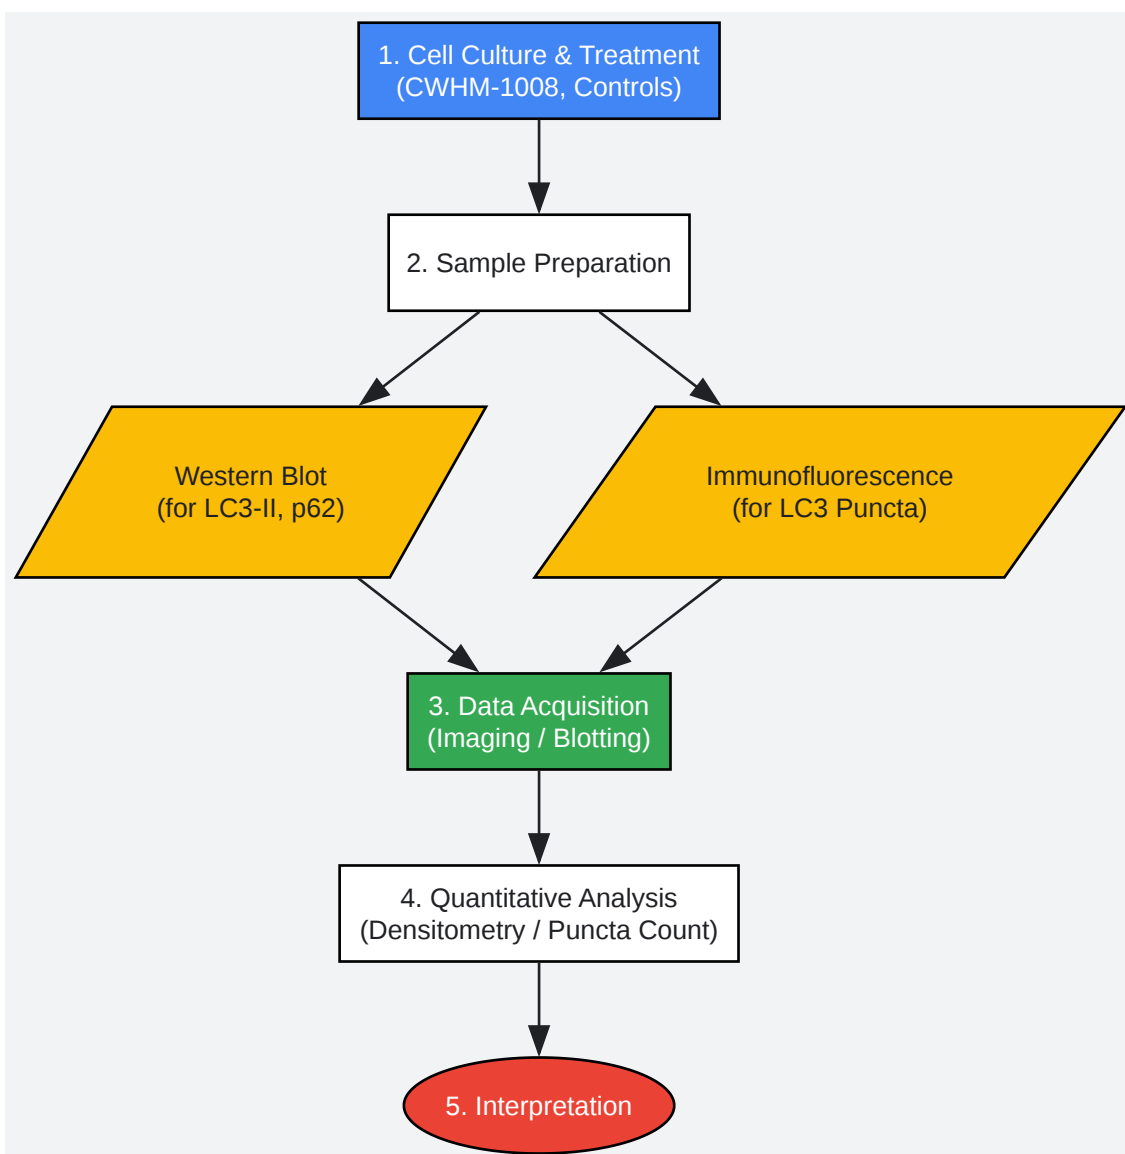 1. Cell Culture & Treatment
(CWHM-1008, Controls)
2. Sample Preparation
Western Blot
(for LC3-II, p62)
Immunofluorescence
(for LC3 Puncta)
3. Data Acquisition
(Imaging / Blotting)
4. Quantitative Analysis
(Densitometry / Puncta Count)
5. Interpretation